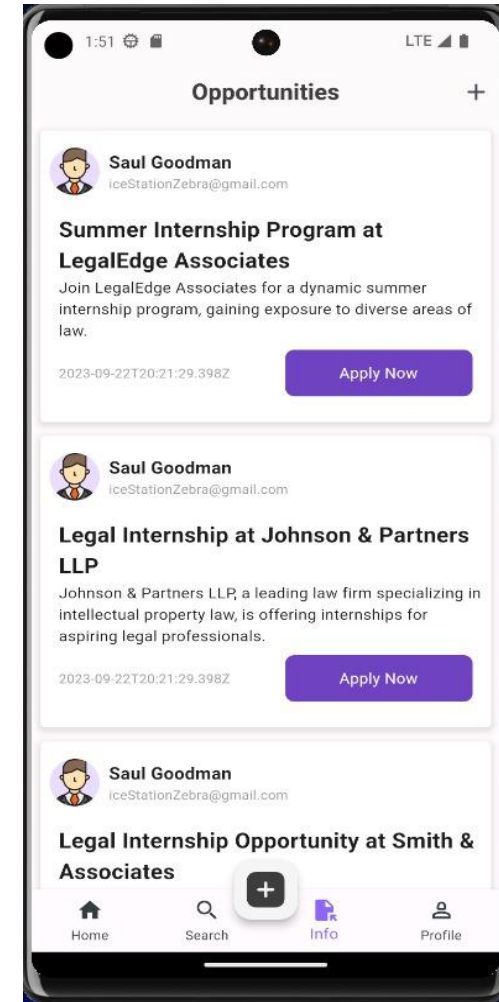 1:51
LTE
Opportunities
+
Saul Goodman
iceStationZebra@gmail.com
Summer Internship Program at
LegalEdge Associates
Join LegalEdge Associates for a dynamic summer
internship program, gaining exposure to diverse areas of
law.
2023-09-22T20:21:29.398Z
Apply Now
Saul Goodman
iceStationZebra@gmail.com
Legal Internship at Johnson & Partners
LLP
Johnson & Partners LLP, a leading law firm specializing in
intellectual property law, is offering internships for
aspiring legal professionals.
2023-09-22T20:21:29.398Z
Apply Now
Saul Goodman
iceStationZebra@gmail.com
Legal Internship Opportunity at Smith &
Associates
+
Home
Search
Info
Profile